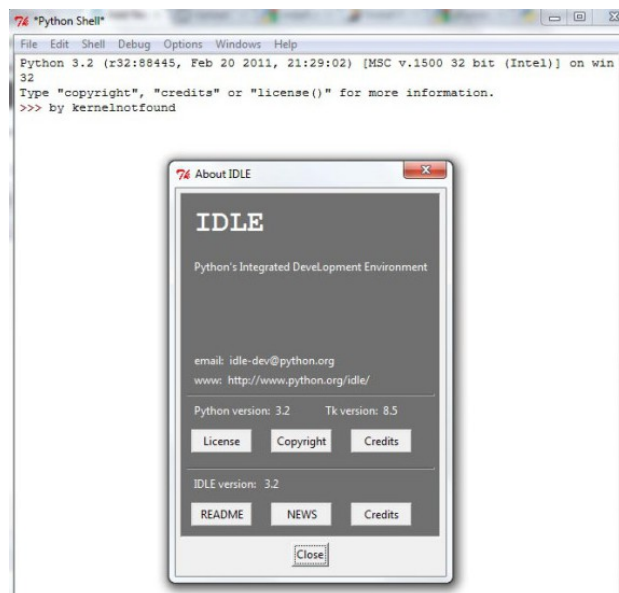 *Python Shell*
File Edit Shell Debug Options Windows Help
Python 3.2 (r32:88445, Feb 20 2011, 21:29:02) [MSC v.1500 32 bit (Intel)] on win
32
Type "copyright", "credits" or "license()" for more information.
>>> by kernelnotfound
About IDLE
IDLE
Python's Integrated DeveLopment Environment
email: idle-dev@python.org
www: http://www.python.org/idle/
Python version: 3.2 Tk version: 8.5
License Copyright Credits
IDLE version: 3.2
README NEWS Credits
Close